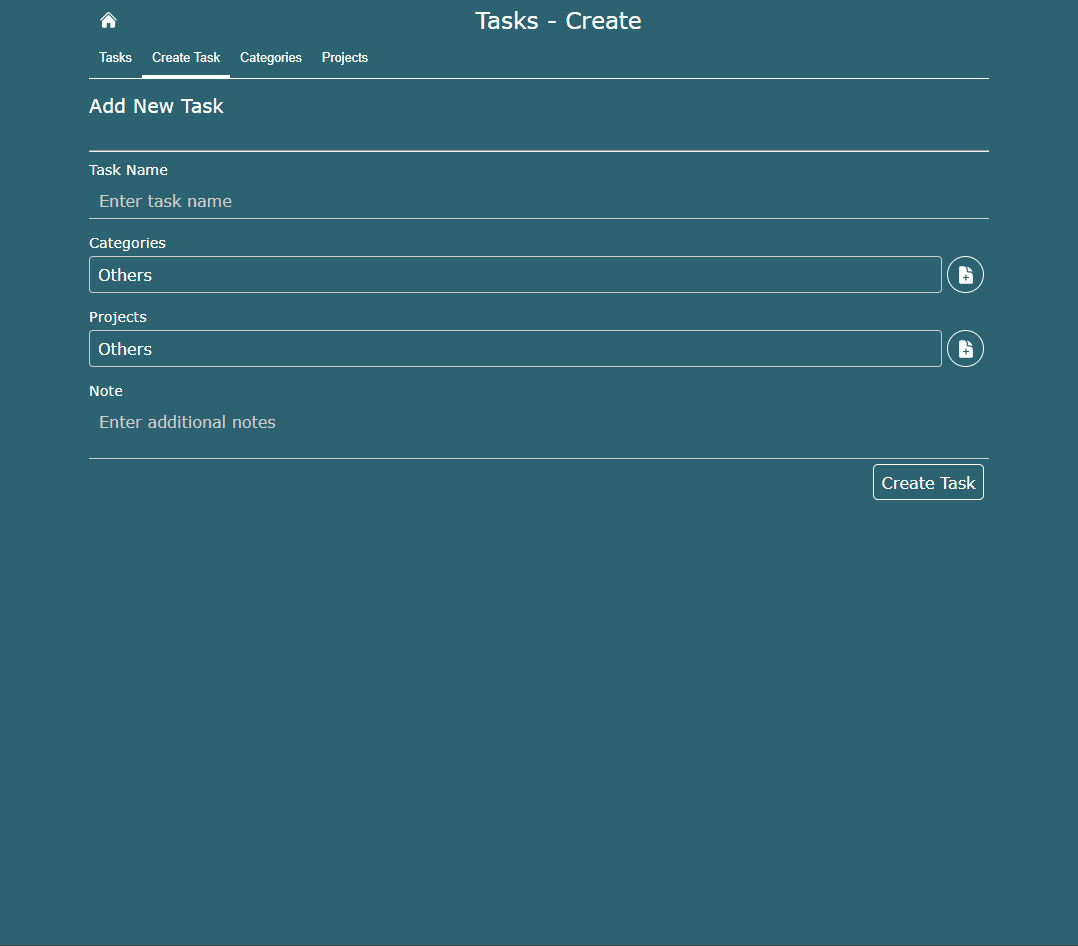 Tasks - Create
Tasks Create Task Categories Projects
Add New Task
Task Name
Enter task name
Categories
Others
Projects
Others
Note
Enter additional notes
Create Task